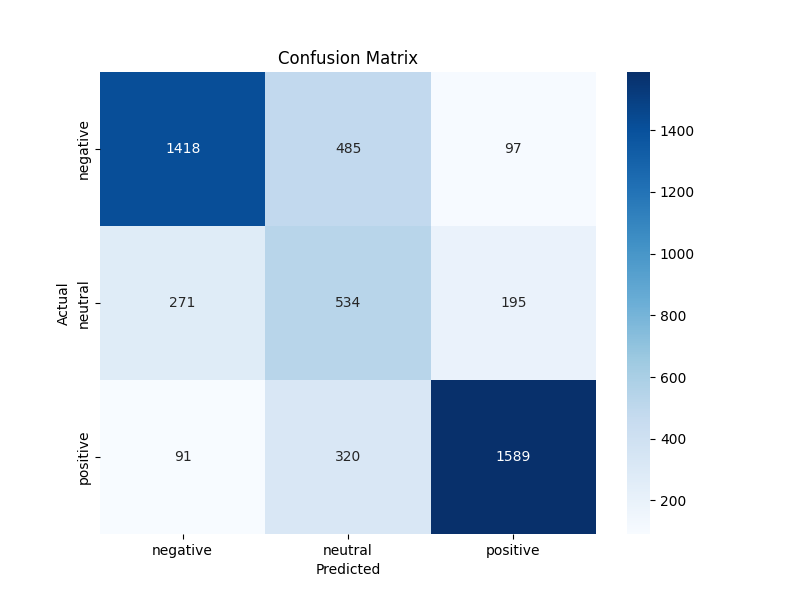 Confusion Matrix
Actual
negative
1418 485 97
neutral
271 534 195
positive
91 320 1589
negative neutral positive
Predicted
1400
1200
1000
800
600
400
200